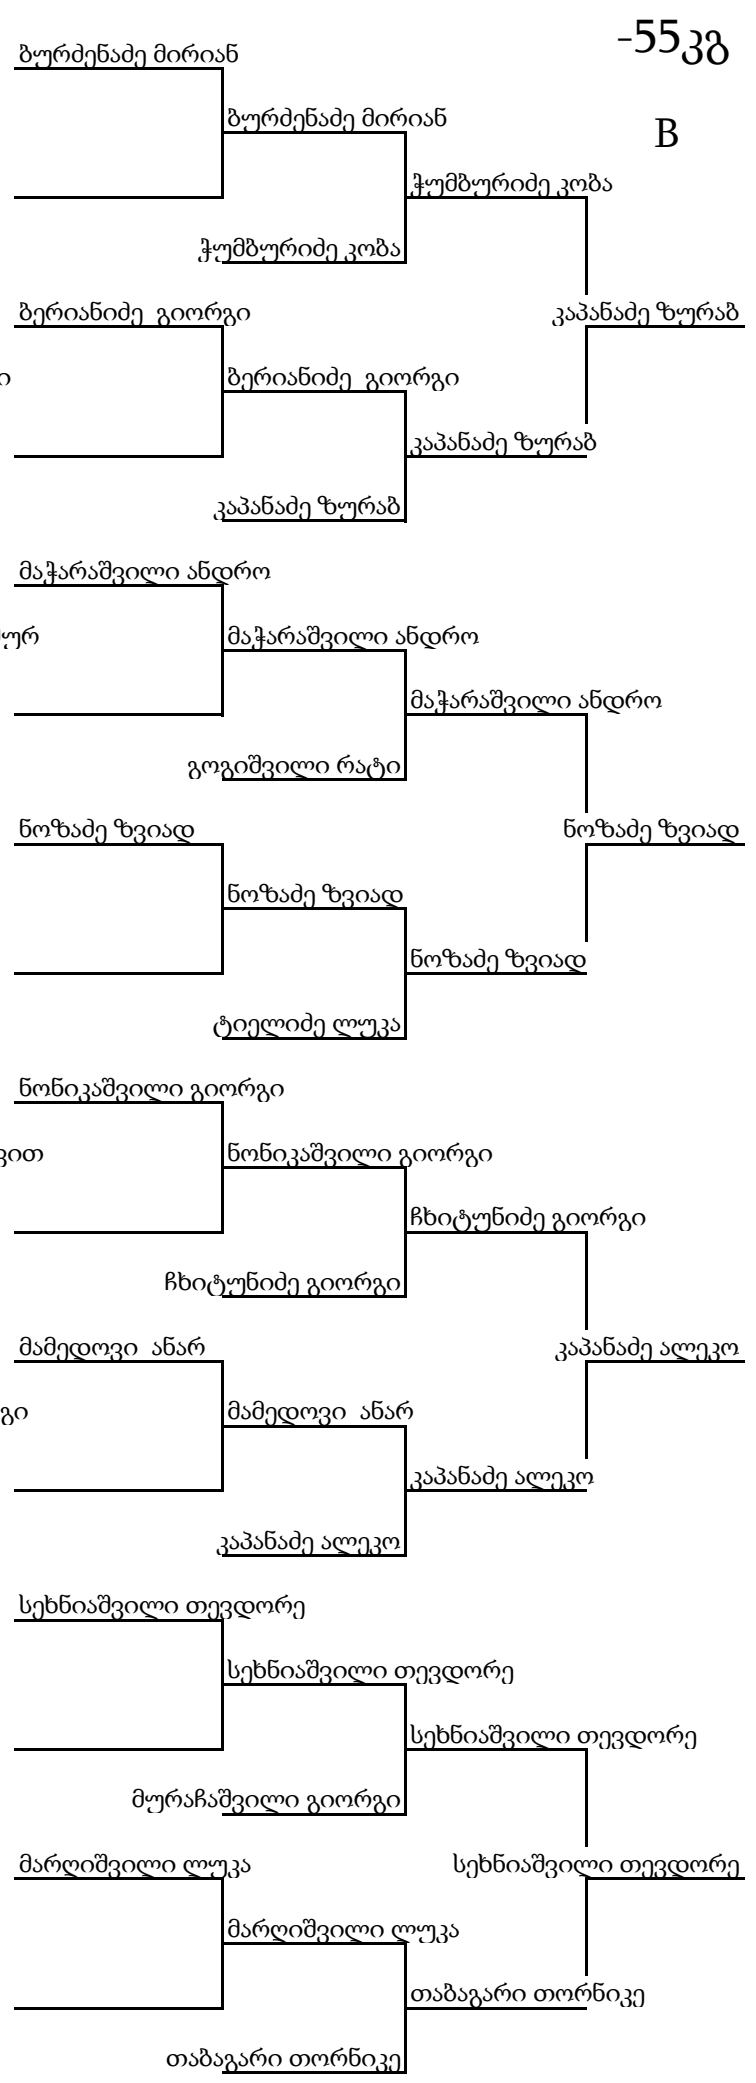 -55კგ
ბურძენაძე მირიან
ბურძენაძე მირიან
B
ჭუმბურიძე კობა
ჭუმბურიძე კობა
ბერიანიძე გიორგი
კაპანაძე ზურაბ
ი
ბერიანიძე გიორგი
კაპანაძე ზურაბ
კაპანაძე ზურაბ
მაჭარაშვილი ანდრო
ურ
მაჭარაშვილი ანდრო
მაჭარაშვილი ანდრო
გოგიშვილი რატი
ნოზაძე ზვიად
ნოზაძე ზვიად
ნოზაძე ზვიად
ნოზაძე ზვიად
ტიელიძე ლუკა
ნონიკაშვილი გიორგი
ვით
ნონიკაშვილი გიორგი
ჩხიტუნიძე გიორგი
ჩხიტუნიძე გიორგი
მამედოვი ანარ
კაპანაძე ალეკო
გი
მამედოვი ანარ
კაპანაძე ალეკო
კაპანაძე ალეკო
სეხნიაშვილი თევდორე
სეხნიაშვილი თევდორე
სეხნიაშვილი თევდორე
მურაჩაშვილი გიორგი
მარღიშვილი ლუკა
სეხნიაშვილი თევდორე
მარღიშვილი ლუკა
თაბაგარი თორნიკე
თაბაგარი თორნიკე